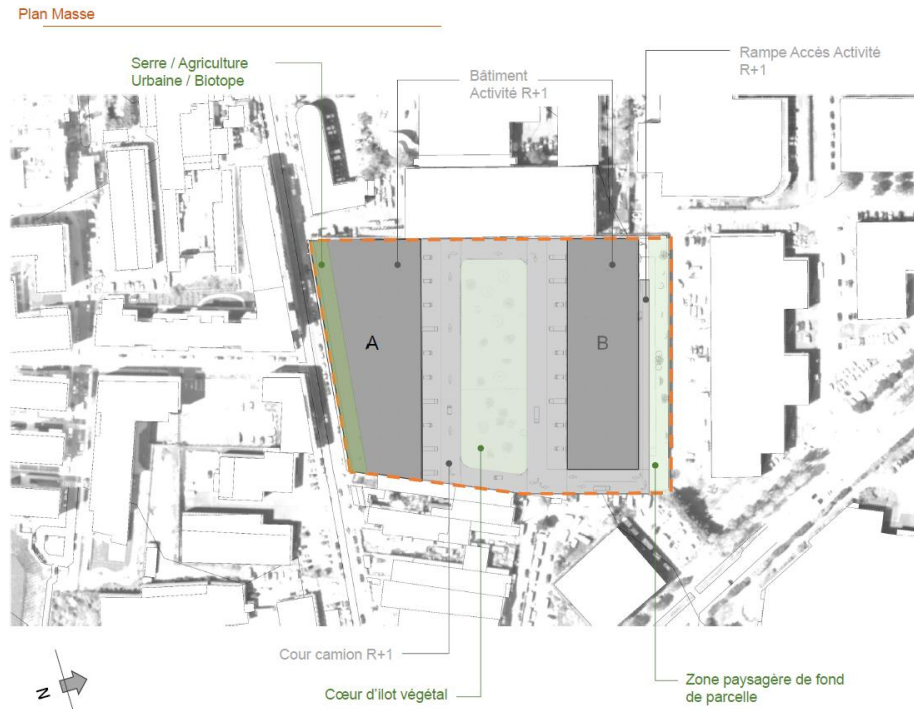 Plan Masse
Serre / Agriculture
Urbaine / Biotope
Bâtiment
Activité R+1
Rampe Accés Activité
R+1
A
B
Cour camion R+1
Cœur d'ilot végétal
Zone paysagère de fond
de parcelle
N